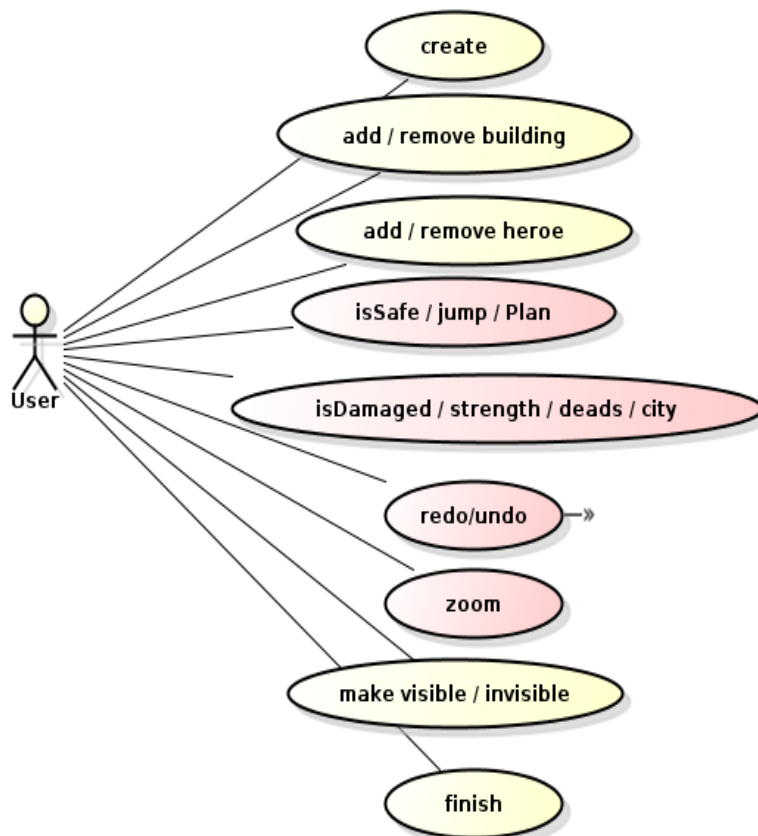 create
add / remove building
add / remove heroe
isSafe / jump / Plan
User
isDamaged / strength / deads / city
redo/undo
zoom
make visible / invisible
finish